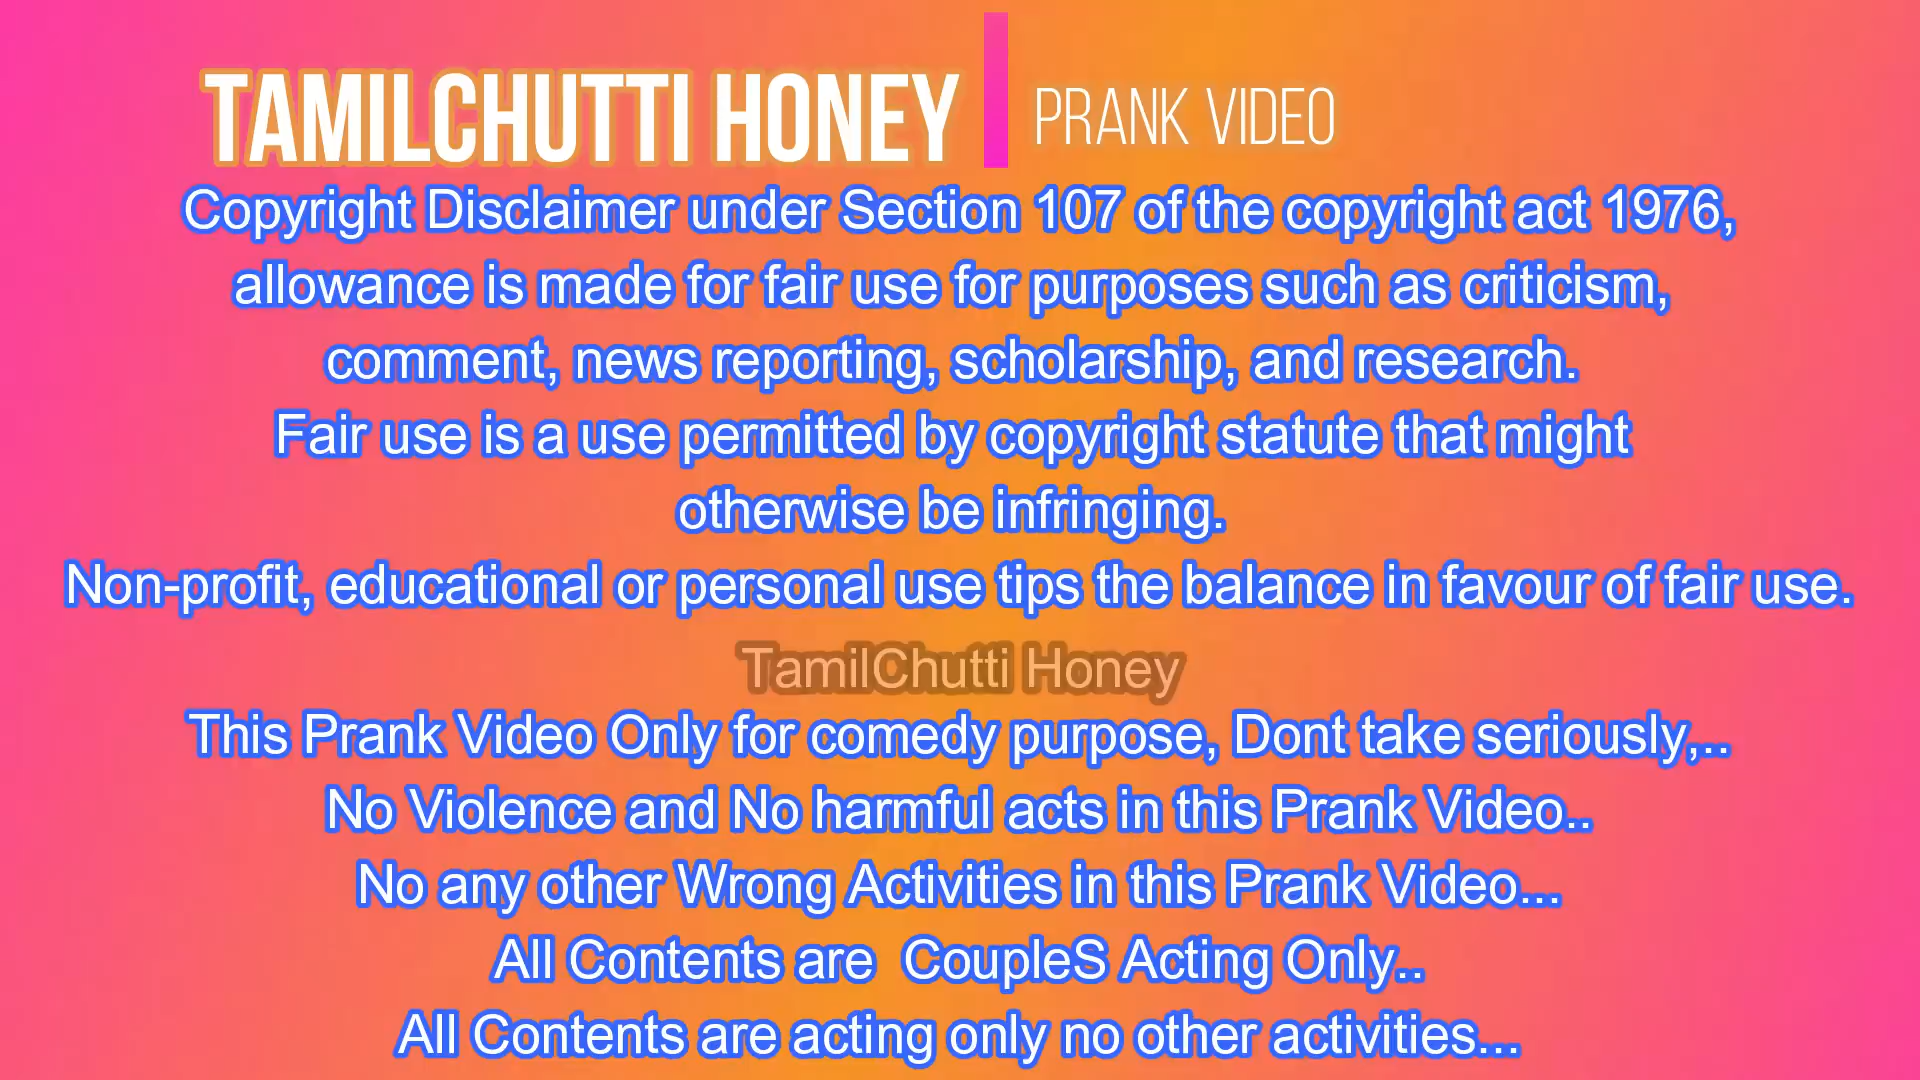 TAMILCHUTTI HONEY PRANK VIDEO
Copyright Disclaimer under Section 107 of the copyright act 1976,
allowance is made for fair use for purposes such as criticism,
comment, news reporting, scholarship, and research.
Fair use is a use permitted by copyright statute that might
otherwise be infringing.
Non-profit, educational or personal use tips the balance in favour of fair use.
TamilChutti Honey
This Prank Video Only for comedy purpose, Dont take seriously,..
No Violence and No harmful acts in this Prank Video..
No any other Wrong Activities in this Prank Video...
All Contents are  CoupleS Acting Only..
All Contents are acting only no other activities...